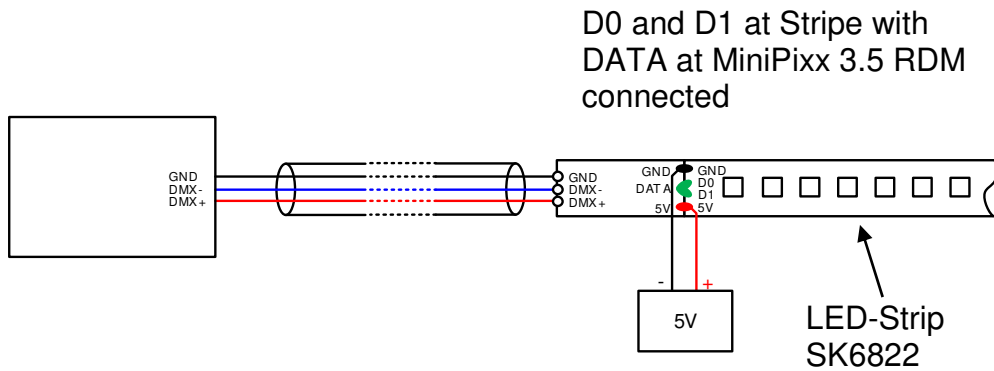 D0 and D1 at Stripe with
DATA at MiniPixx 3.5 RDM
connected
GND
DMX-
DMX+
GND
DMX-
DMX+
GND
DATA
5V
GND
D0
D1
5V
- +
5V
LED-Strip
SK6822